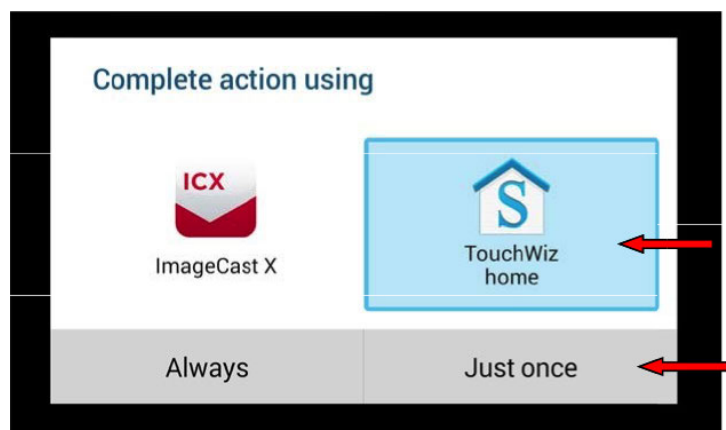 Complete action using
ICX
S
ImageCast X
TouchWiz
home
Always
Just once